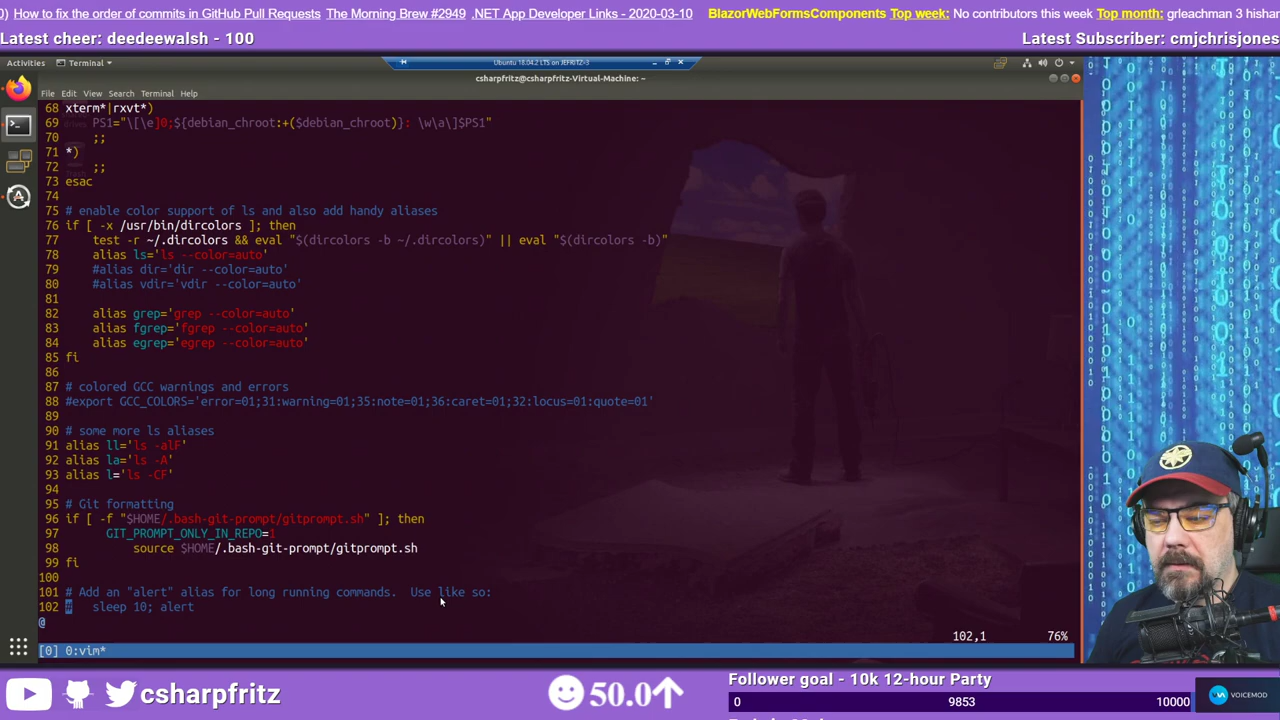 ) How to fix the order of commits in GitHub Pull Requests The Morning Brew #2949 .NET App Developer Links - 2020-03-10 BlazorWebFormsComponents Top week: No contributors this week Top month: grleachman 3 hishar
Latest cheer: deedeewalsh - 100
Latest Subscriber: cmjchrisjones
Activities Terminal Ubuntu 18.04.2 LTS on JEFRITZ-3
csharpfritz@csharpfritz-Virtual-Machine: ~
File Edit View Search Terminal Help
68 xterm*|rxvt*)
69 PS1="\[\e]0;${debian_chroot:+($debian_chroot)}: \w\a\]$PS1"
70 ;;
71 *)
72 ;;
73 esac
74
75 # enable color support of ls and also add handy aliases
76 if [ -x /usr/bin/dircolors ]; then
77 test -r ~/.dircolors && eval "$(dircolors -b ~/.dircolors)" || eval "$(dircolors -b)"
78 alias ls='ls --color=auto'
79 #alias dir='dir --color=auto'
80 #alias vdir='vdir --color=auto'
81
82 alias grep='grep --color=auto'
83 alias fgrep='fgrep --color=auto'
84 alias egrep='egrep --color=auto'
85 fi
86
87 # colored GCC warnings and errors
88 #export GCC_COLORS='error=01;31:warning=01;35:note=01;36:caret=01;32:locus=01:quote=01'
89
90 # some more ls aliases
91 alias ll='ls -alF'
92 alias la='ls -A'
93 alias l='ls -CF'
94
95 # Git formatting
96 if [ -f "$HOME/.bash-git-prompt/gitprompt.sh" ]; then
97 GIT_PROMPT_ONLY_IN_REPO=1
98 source $HOME/.bash-git-prompt/gitprompt.sh
99 fi
100
101 # Add an "alert" alias for long running commands.  Use like so:
102 # sleep 10; alert
@
102,1 76%
[0] 0:vim*
csharpfritz
50.0
Follower goal - 10k 12-hour Party
0 9853 10000
VOICEMOD